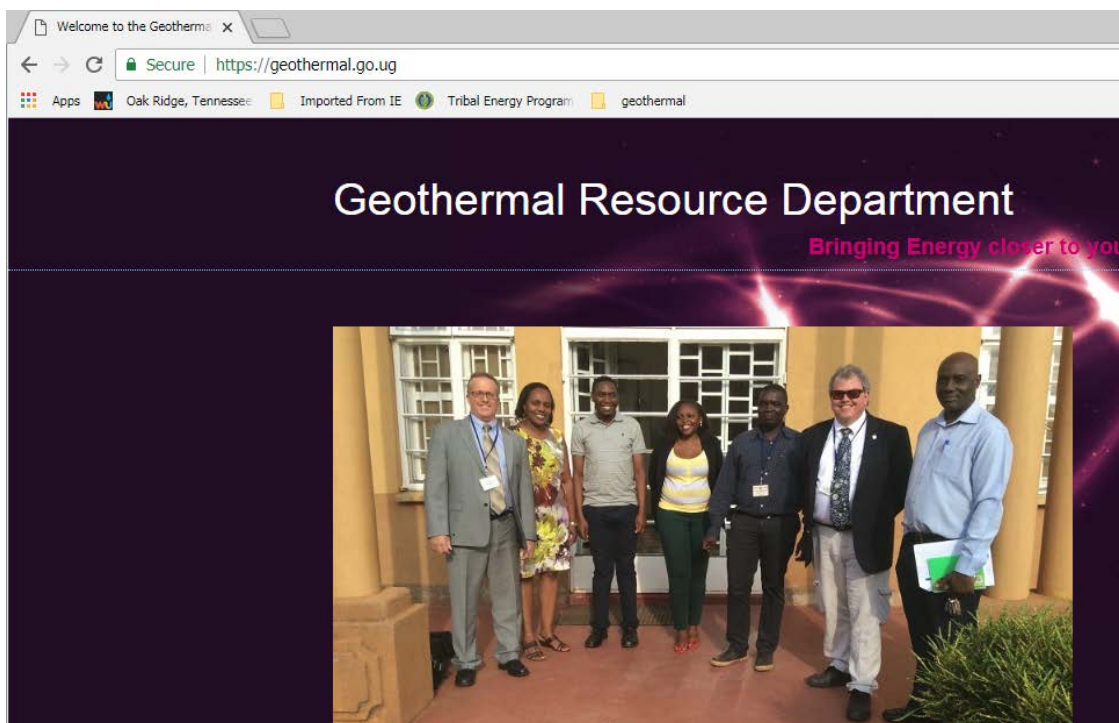 Welcome to the Geotherma
Secure | https://geothermal.go.ug
Apps Oak Ridge, Tennessee Imported From IE Tribal Energy Program geothermal
Geothermal Resource Department
Bringing Energy closer to you